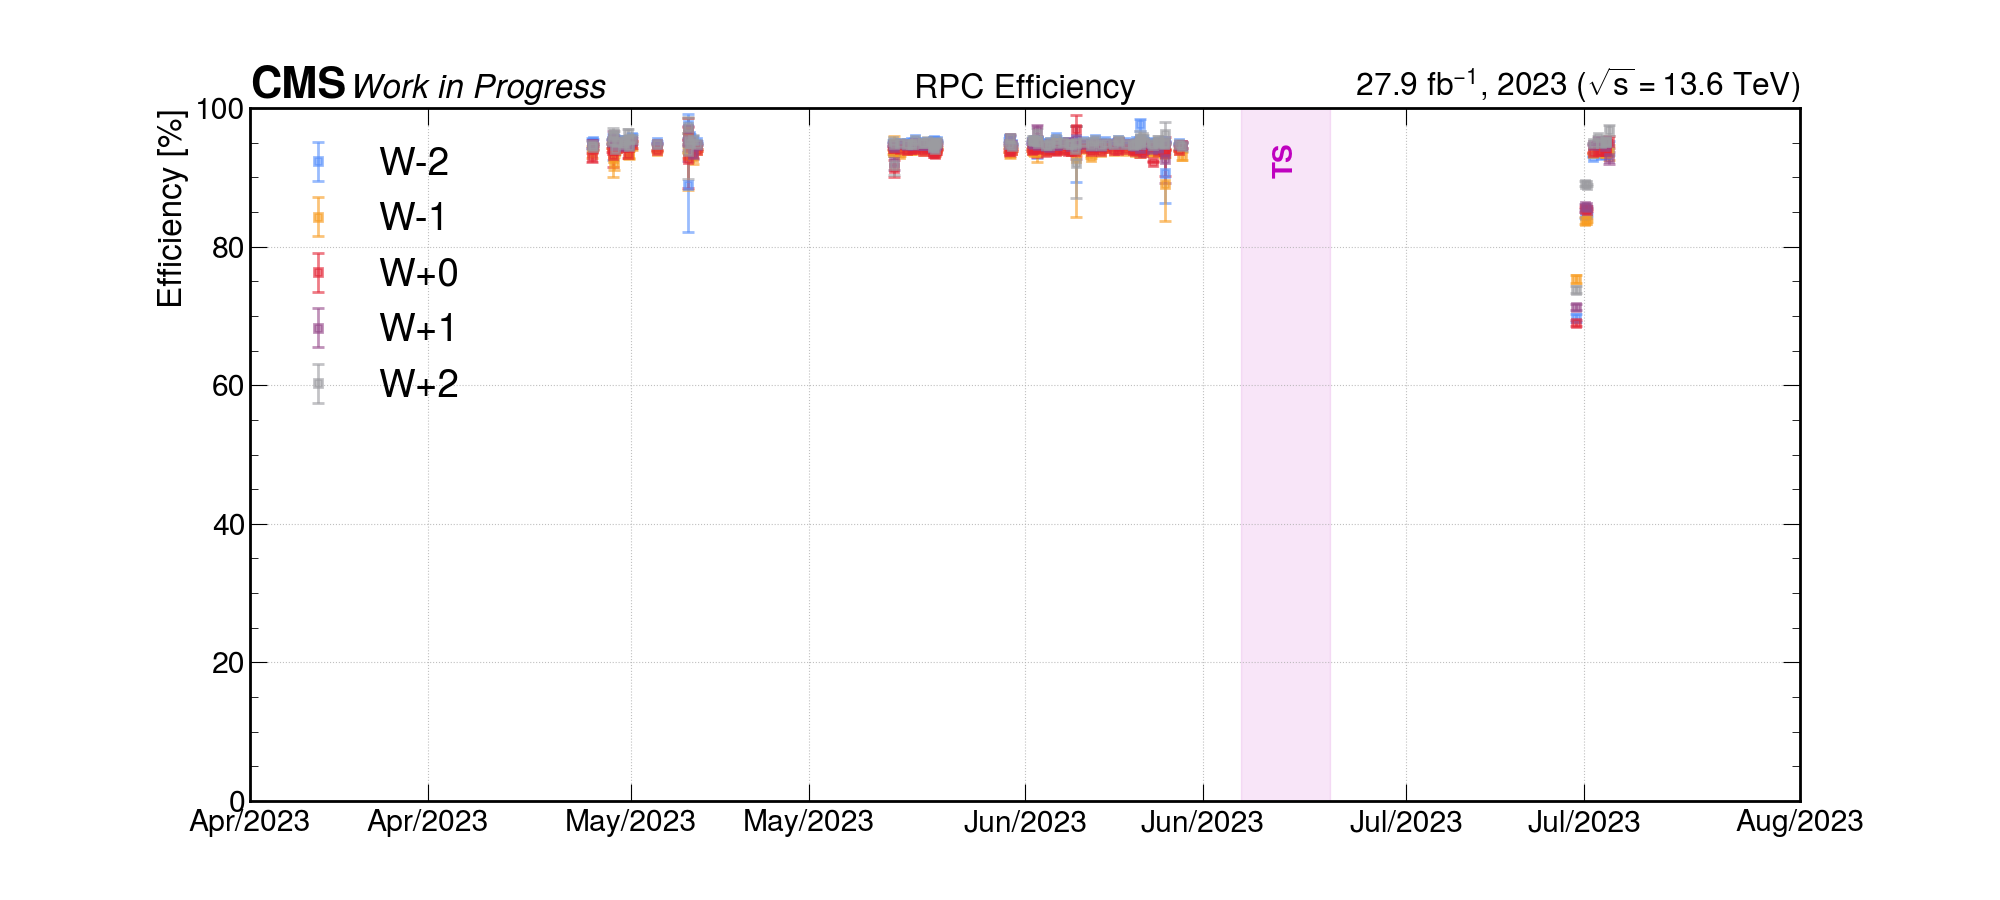 CMS Work in Progress RPC Efficiency 27.9 fb⁻¹, 2023 (√s = 13.6 TeV)
Efficiency [%]
100
80
60
40
20
0
W-2
W-1
W+0
W+1
W+2
TS
Apr/2023 Apr/2023 May/2023 May/2023 Jun/2023 Jun/2023 Jul/2023 Jul/2023 Aug/2023